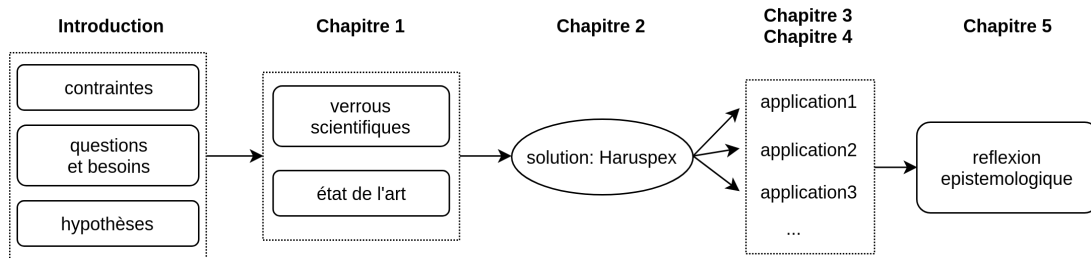 Introduction
contraintes
questions
et besoins
hypothèses
Chapitre 1
verrous
scientifiques
état de l'art
Chapitre 2
solution: Haruspex
Chapitre 3
Chapitre 4
application1
application2
application3
...
Chapitre 5
reflexion
epistemologique